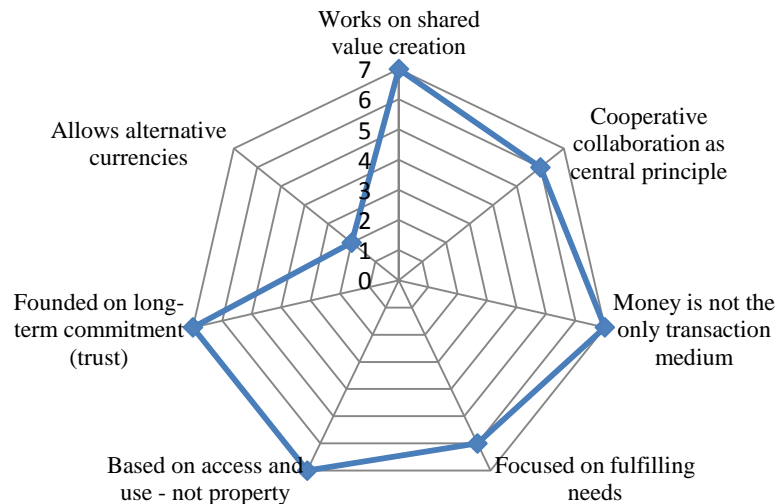 Works on shared
value creation
7
6
5
4
3
2
1
0
Cooperative
collaboration as
central principle
Money is not the
only transaction
medium
Focused on fulfilling
needs
Based on access and
use - not property
Founded on long-
term commitment
(trust)
Allows alternative
currencies